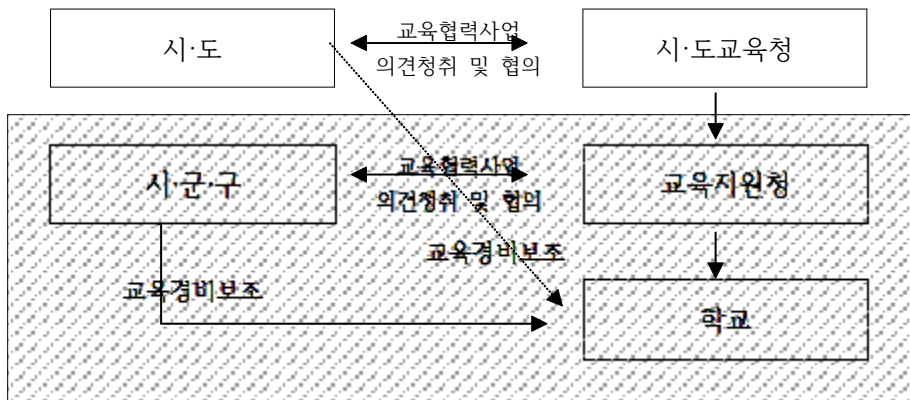 시·도
교육협력사업
의견청취 및 협의
시·도교육청
시·군·구
교육협력사업
의견청취 및 협의
교육지원청
교육경비보조
교육경비보조
학교